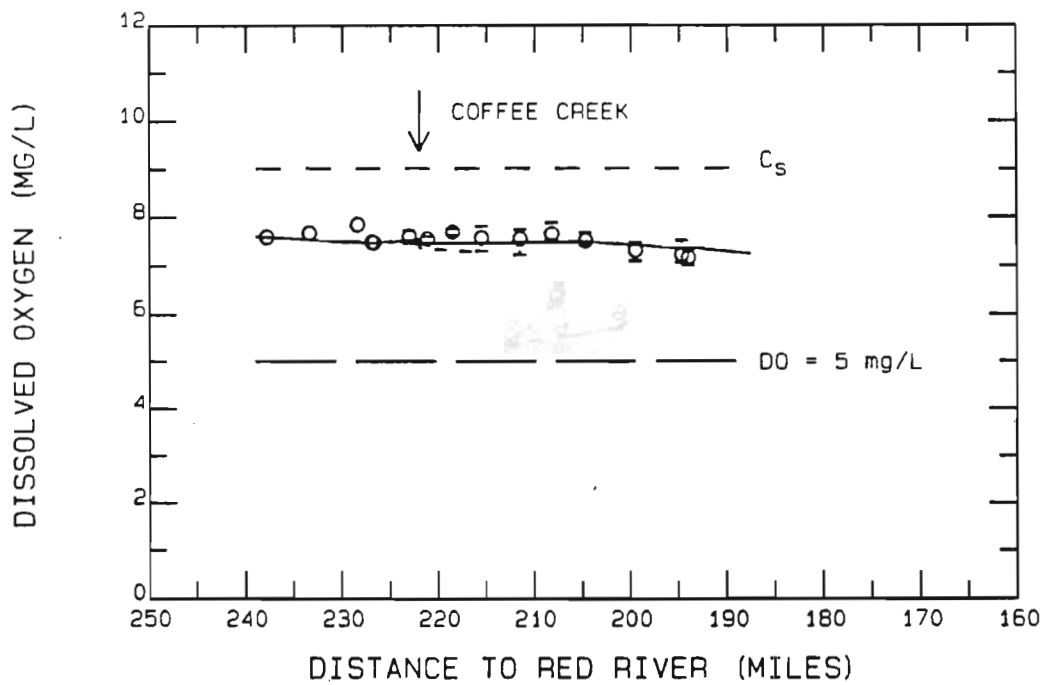 DISSOLVED OXYGEN (MG/L)
12
10
8
6
4
2
0
COFFEE CREEK
Cs
DO = 5 mg/L
250 240 230 220 210 200 190 180 170 160
DISTANCE TO RED RIVER (MILES)